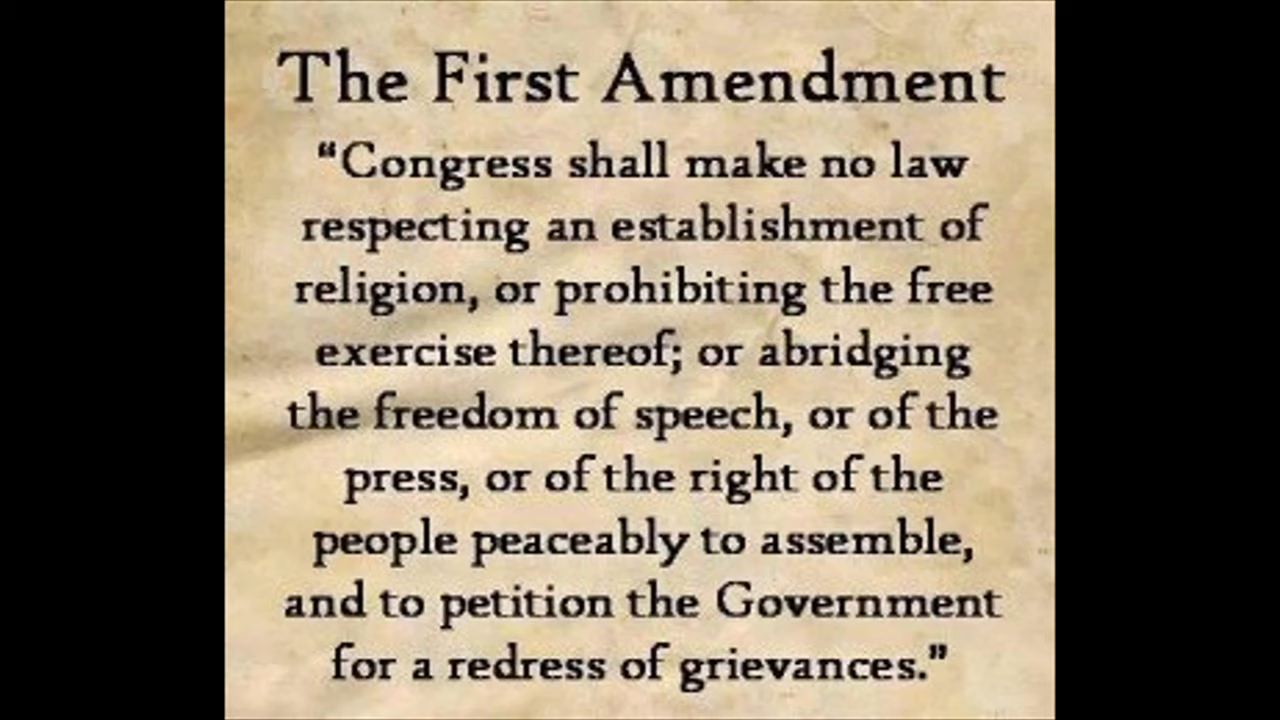 The First Amendment
“Congress shall make no law
respecting an establishment of
religion, or prohibiting the free
exercise thereof; or abridging
the freedom of speech, or of the
press, or of the right of the
people peaceably to assemble,
and to petition the Government
for a redress of grievances.”